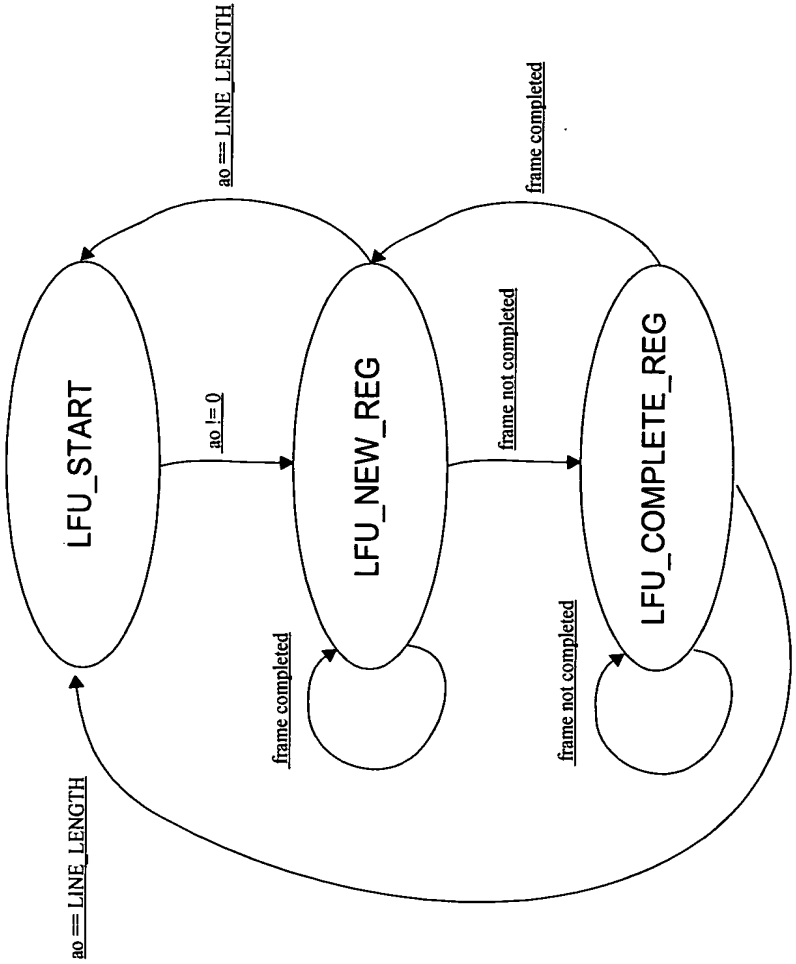 ao == LINE_LENGTH
LFU_START
ao == LINE_LENGTH
ao != 0
frame completed
LFU_NEW_REG
frame not completed
frame completed
frame not completed
LFU_COMPLETE_REG